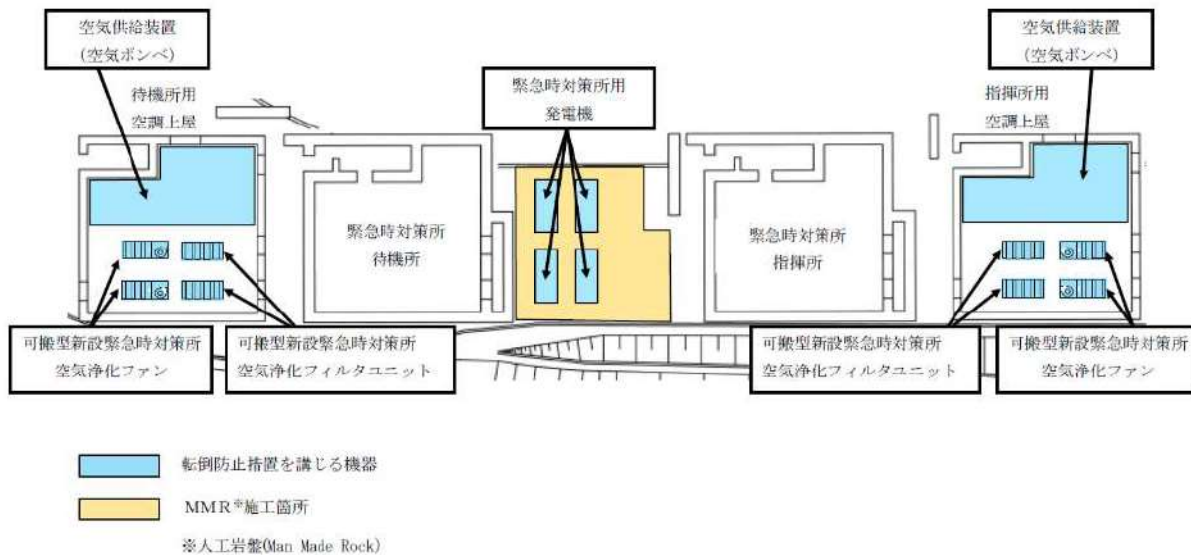 空気供給装置
(空気ボンベ)
待機所用
空調上屋
緊急時対策所用
発電機
空気供給装置
(空気ボンベ)
指揮所用
空調上屋
緊急時対策所
待機所
緊急時対策所
指揮所
可搬型新設緊急時対策所
空気浄化ファン
可搬型新設緊急時対策所
空気浄化フィルタユニット
可搬型新設緊急時対策所
空気浄化フィルタユニット
可搬型新設緊急時対策所
空気浄化ファン
転倒防止措置を講じる機器
MMR※施工箇所
※人工岩盤(Man Made Rock)